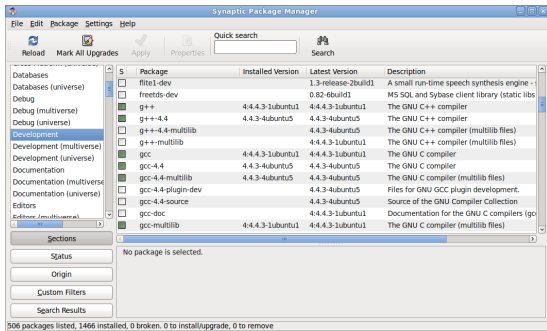 Synaptic Package Manager
File Edit Package Settings Help
Quick search
Reload Mark All Upgrades Apply Properties Search
S Package Installed Version Latest Version Description
Databases
Databases (universe)
Debug
Debug (multiverse)
Debug (universe)
Development
Development (multiverse)
Development (universe)
Documentation
Documentation (multiverse
Documentation (universe)
Editors
Editors (multiverse)
flite1-dev 1.3-release-2build1 A small run-time speech synthesis engine -
freetds-dev 0.82-6build1 MS SQL and Sybase client library (static libs
g++ 4:4.4.3-1ubuntu1 4:4.4.3-1ubuntu1 The GNU C++ compiler
g++-4.4 4.4.3-4ubuntu5 4.4.3-4ubuntu5 The GNU C++ compiler
g++-4.4-multilib 4.4.3-4ubuntu5 The GNU C++ compiler (multilib files)
g++-multilib 4:4.4.3-1ubuntu1 The GNU C++ compiler (multilib files)
gcc 4:4.4.3-1ubuntu1 4:4.4.3-1ubuntu1 The GNU C compiler
gcc-4.4 4.4.3-4ubuntu5 4.4.3-4ubuntu5 The GNU C compiler
gcc-4.4-multilib 4.4.3-4ubuntu5 4.4.3-4ubuntu5 The GNU C compiler (multilib files)
gcc-4.4-plugin-dev 4.4.3-4ubuntu5 Files for GNU GCC plugin development.
gcc-4.4-source 4.4.3-4ubuntu5 Source of the GNU Compiler Collection
gcc-doc 4:4.4.3-1ubuntu1 Documentation for the GNU C compilers (gc
gcc-multilib 4:4.4.3-1ubuntu1 4:4.4.3-1ubuntu1 The GNU C compiler (multilib files)
Sections
Status
Origin
Custom Filters
Search Results
No package is selected.
506 packages listed, 1466 installed, 0 broken. 0 to install/upgrade, 0 to remove